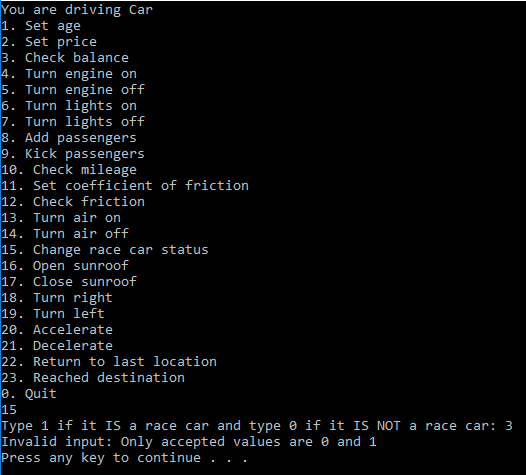 You are driving Car
1. Set age
2. Set price
3. Check balance
4. Turn engine on
5. Turn engine off
6. Turn lights on
7. Turn lights off
8. Add passengers
9. Kick passengers
10. Check mileage
11. Set coefficient of friction
12. Check friction
13. Turn air on
14. Turn air off
15. Change race car status
16. Open sunroof
17. Close sunroof
18. Turn right
19. Turn left
20. Accelerate
21. Decelerate
22. Return to last location
23. Reached destination
0. Quit
15
Type 1 if it IS a race car and type 0 if it IS NOT a race car: 3
Invalid input: Only accepted values are 0 and 1
Press any key to continue . . .